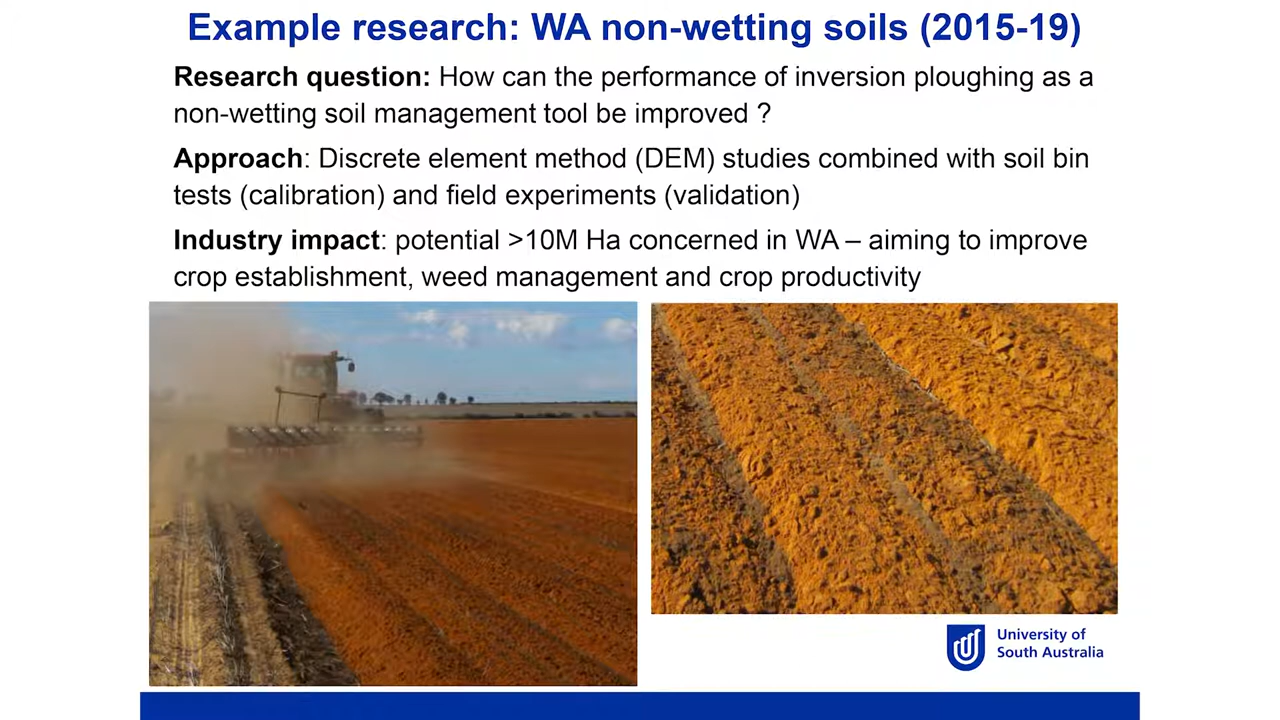 Example research: WA non-wetting soils (2015-19)
Research question: How can the performance of inversion ploughing as a
non-wetting soil management tool be improved ?
Approach: Discrete element method (DEM) studies combined with soil bin
tests (calibration) and field experiments (validation)
Industry impact: potential >10M Ha concerned in WA – aiming to improve
crop establishment, weed management and crop productivity
University of
South Australia